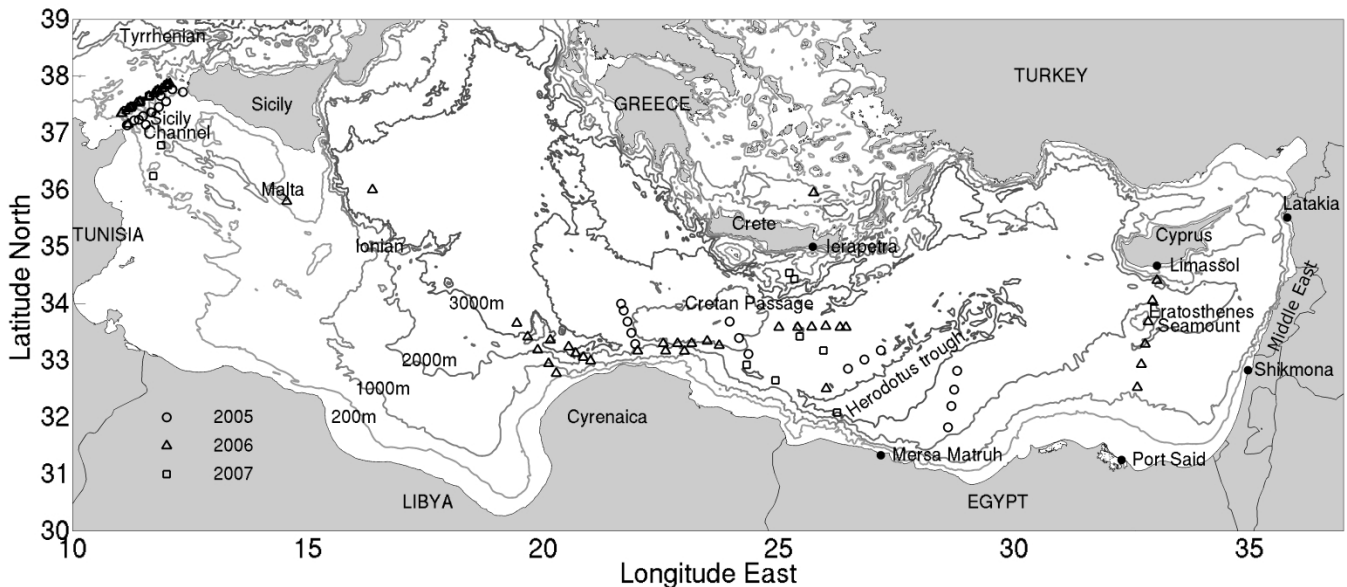 39
38
37
36
35
34
33
32
31
30
Latitude North
10
15
20
25
30
35
Longitude East
Tyrrhenian
TURKEY
Sicily
GREECE
Sicily
Channel
Malta
Latakia
Crete
TUNISIA
Cyprus
Ionian
Ierapetra
Limassol
3000m
Cretan Passage
Eratosthenes
Seamount
Middle East
2000m
Herodotus trough
Shikmona
1000m
200m
Cyrenaica
2005
2006
2007
Mersa Matruh
Port Said
LIBYA
EGYPT